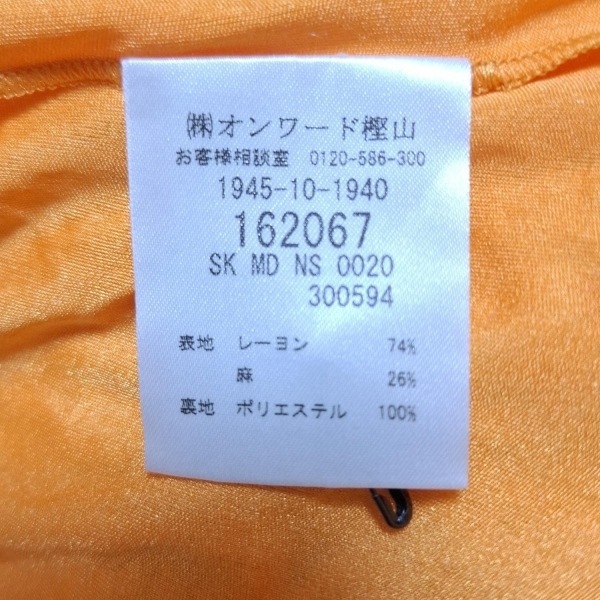 ㈱オンワード樫山
お客様相談室 0120-586-300
1945-10-1940
162067
SK MD NS 0020
300594
表地 レーヨン 74%
麻 26%
裏地 ポリエステル 100%